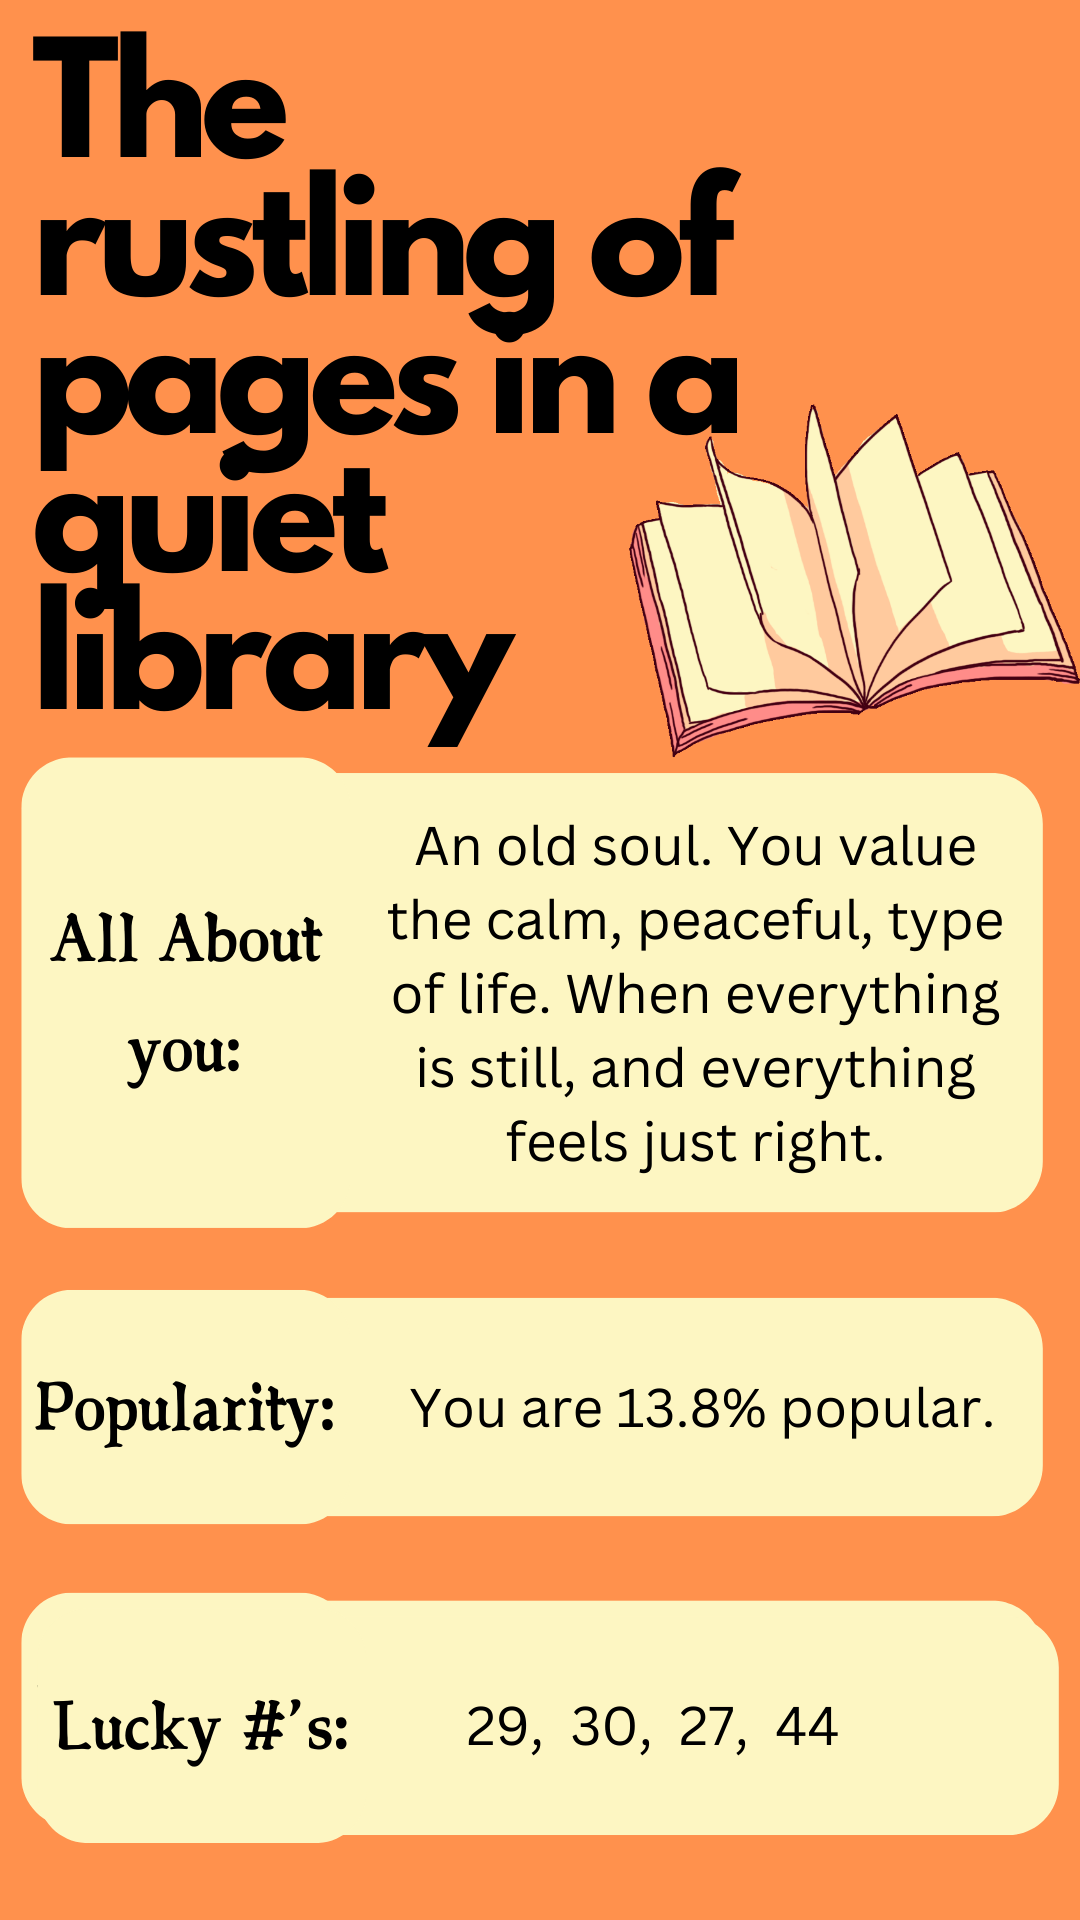 The
rustling of
pages in a
quiet
library
All About
you:
An old soul. You value
the calm, peaceful, type
of life. When everything
is still, and everything
feels just right.
Popularity:
You are 13.8% popular.
Lucky #'s:
29, 30, 27, 44